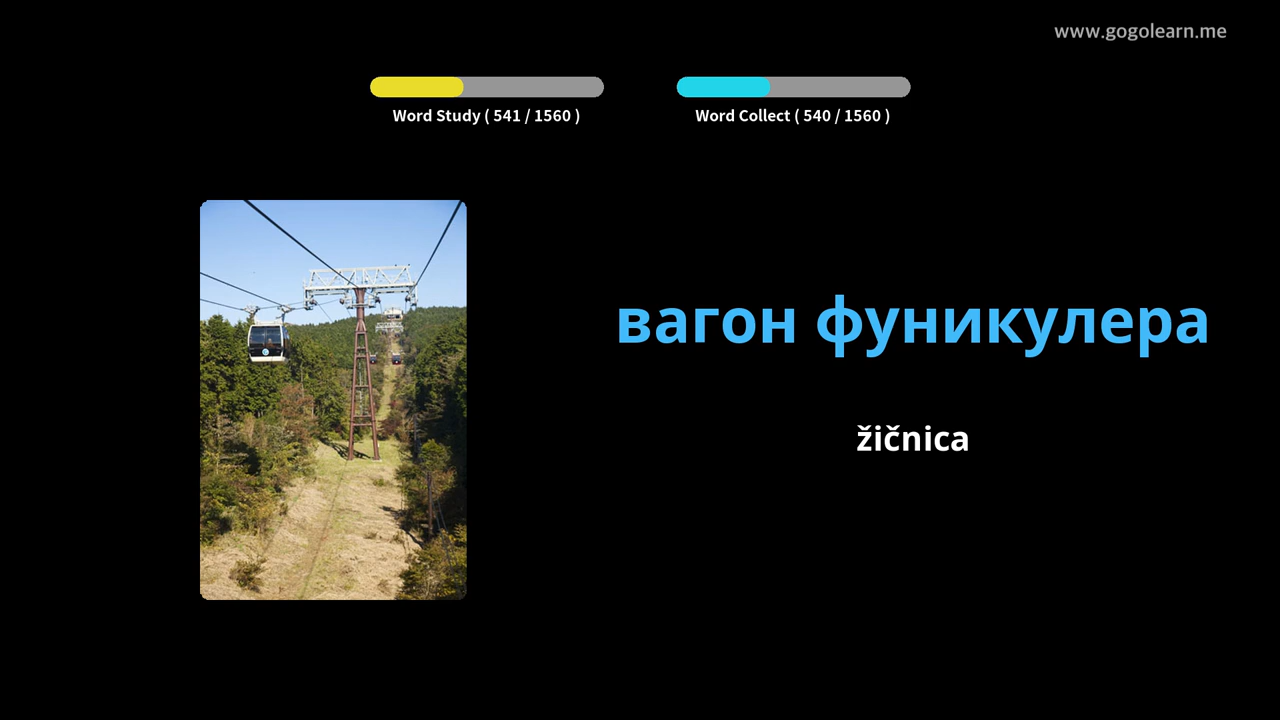 www.gogolearn.me
Word Study ( 541 / 1560 )
Word Collect ( 540 / 1560 )
вагон фуникулера
žičnica